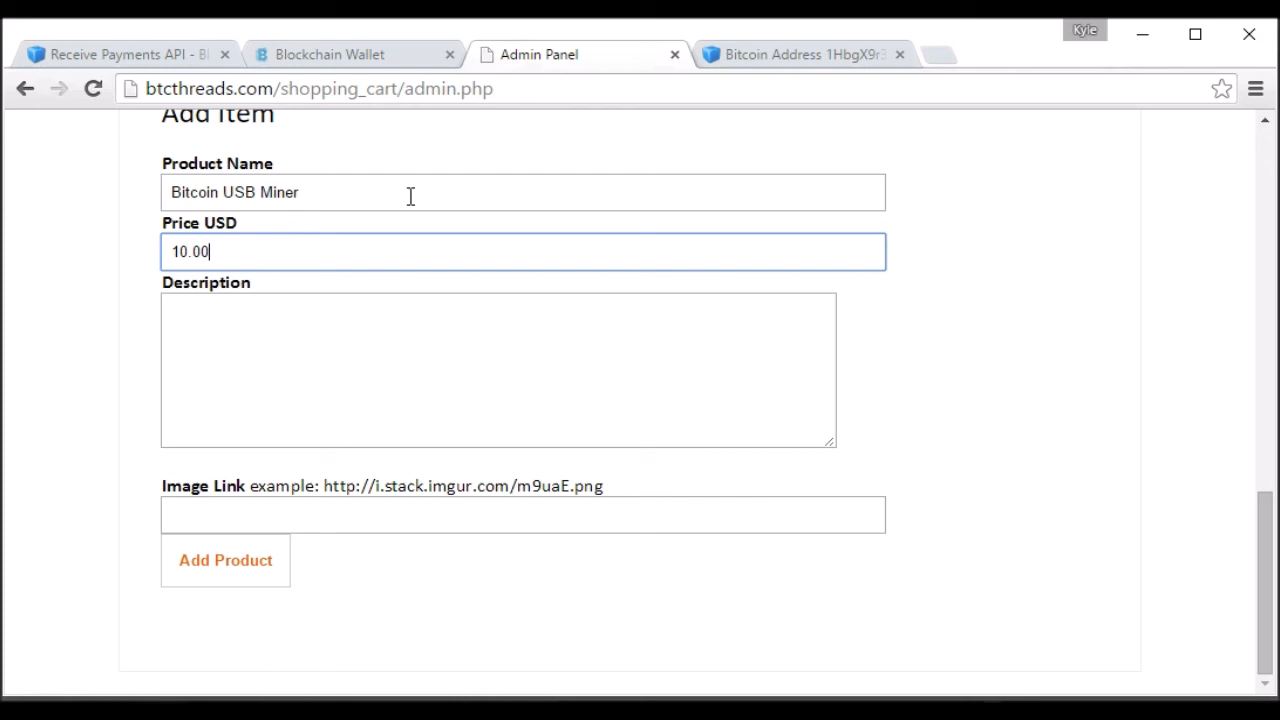 Kyle
Receive Payments API - Bl
Blockchain Wallet
Admin Panel
Bitcoin Address 1HbgX9r3
btcthreads.com/shopping_cart/admin.php
Add Item
Product Name
Bitcoin USB Miner
Price USD
10.00
Description
Image Link example: http://i.stack.imgur.com/m9uaE.png
Add Product